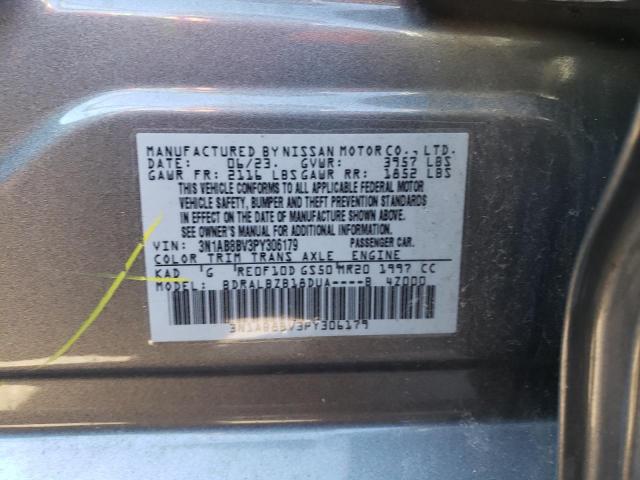 MANUFACTURED BY NISSAN MOTOR CO., LTD.
DATE: 06/23. GVWR: 3957 LBS
GAWR FR: 2116 LBS GAWR RR: 1852 LBS
THIS VEHICLE CONFORMS TO ALL APPLICABLE FEDERAL MOTOR
VEHICLE SAFETY, BUMPER AND THEFT PREVENTION STANDARDS
IN EFFECT ON THE DATE OF MANUFACTURE SHOWN ABOVE.
SEE OWNER'S MANUAL FOR ADDITIONAL INFORMATION.
VIN: 3N1AB8BV3PY306179 PASSENGER CAR.
COLOR TRIM TRANS AXLE ENGINE
KAD 'G RE0F10D GS50 MR20 1997 CC
MODEL: BDRALBZB18DUA----B 4Z000
3N1AB8BV3PY306179